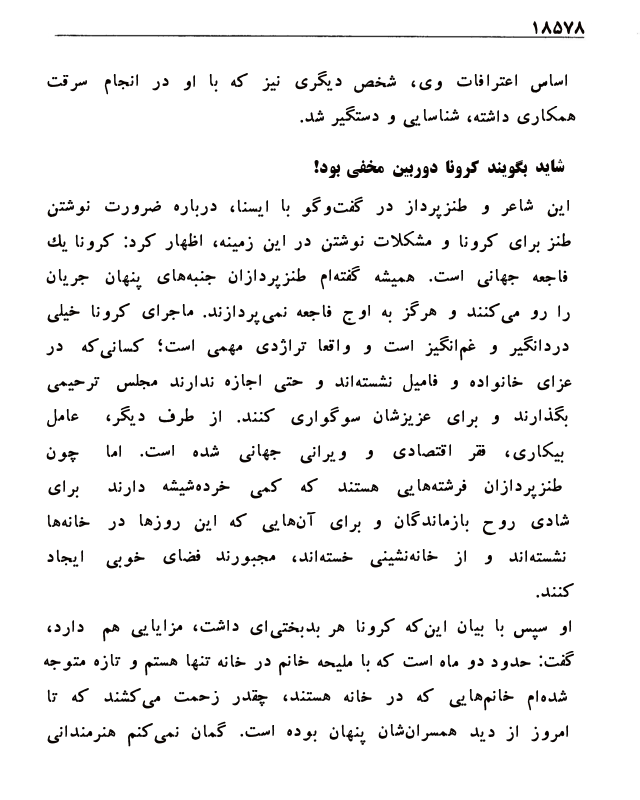 ۱۸۵۷۸
اساس اعترافات وی، شخص دیگری نیز که با او در انجام سرقت
همکاری داشته، شناسایی و دستگیر شد.
شاید بگویند کرونا دوربین مخفی بود!
این شاعر و طنزپرداز در گفت‌وگو با ایسنا، درباره ضرورت نوشتن
طنز برای کرونا و مشکلات نوشتن در این زمینه، اظهار کرد: کرونا یك
فاجعه جهانی است. همیشه گفته‌ام طنزپردازان جنبه‌های پنهان جریان
را رو می‌کنند و هرگز به اوج فاجعه نمی‌پردازند. ماجرای کرونا خیلی
دردانگیر و غم‌انگیز است و واقعا تراژدی مهمی است؛ کسانی‌که در
عزای خانواده و فامیل نشسته‌اند و حتی اجازه ندارند مجلس ترحیمی
بگذارند و برای عزیزشان سوگواری کنند. از طرف دیگر، عامل
بیکاری، فقر اقتصادی و ویرانی جهانی شده است. اما چون
طنزپردازان فرشته‌هایی هستند که کمی خرده‌شیشه دارند برای
شادی روح بازماندگان و برای آن‌هایی که این روزها در خانه‌ها
نشسته‌اند و از خانه‌نشینی خسته‌اند، مجبورند فضای خوبی ایجاد
کنند.
او سپس با بیان این‌که کرونا هر بدبختی‌ای داشت، مزایایی هم دارد،
گفت: حدود دو ماه است که با ملیحه خانم در خانه تنها هستم و تازه متوجه
شده‌ام خانم‌هایی که در خانه هستند، چقدر زحمت می‌کشند که تا
امروز از دید همسران‌شان پنهان بوده است. گمان نمی‌کنم هنرمندانی